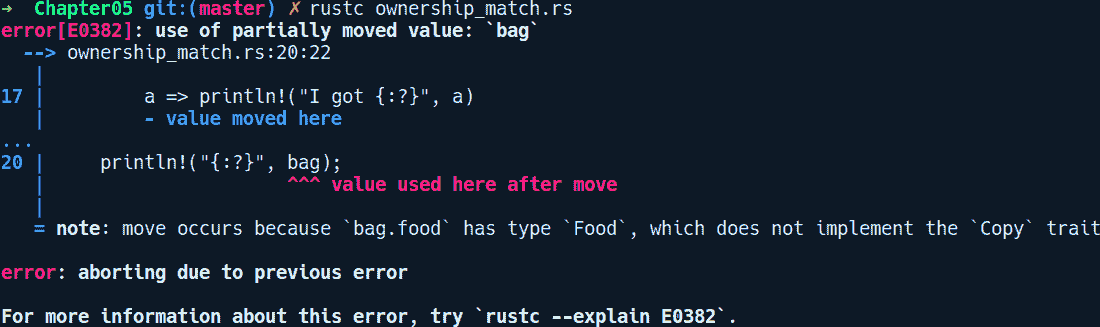 → Chapter05 git:(master) ✗ rustc ownership_match.rs
error[E0382]: use of partially moved value: `bag`
  --> ownership_match.rs:20:22
   |
17 |         a => println!("I got {:?}", a)
   |         - value moved here
...
20 |     println!("{:?}", bag);
   |                      ^^^ value used here after move
   |
   = note: move occurs because `bag.food` has type `Food`, which does not implement the `Copy` trait
error: aborting due to previous error
For more information about this error, try `rustc --explain E0382`.